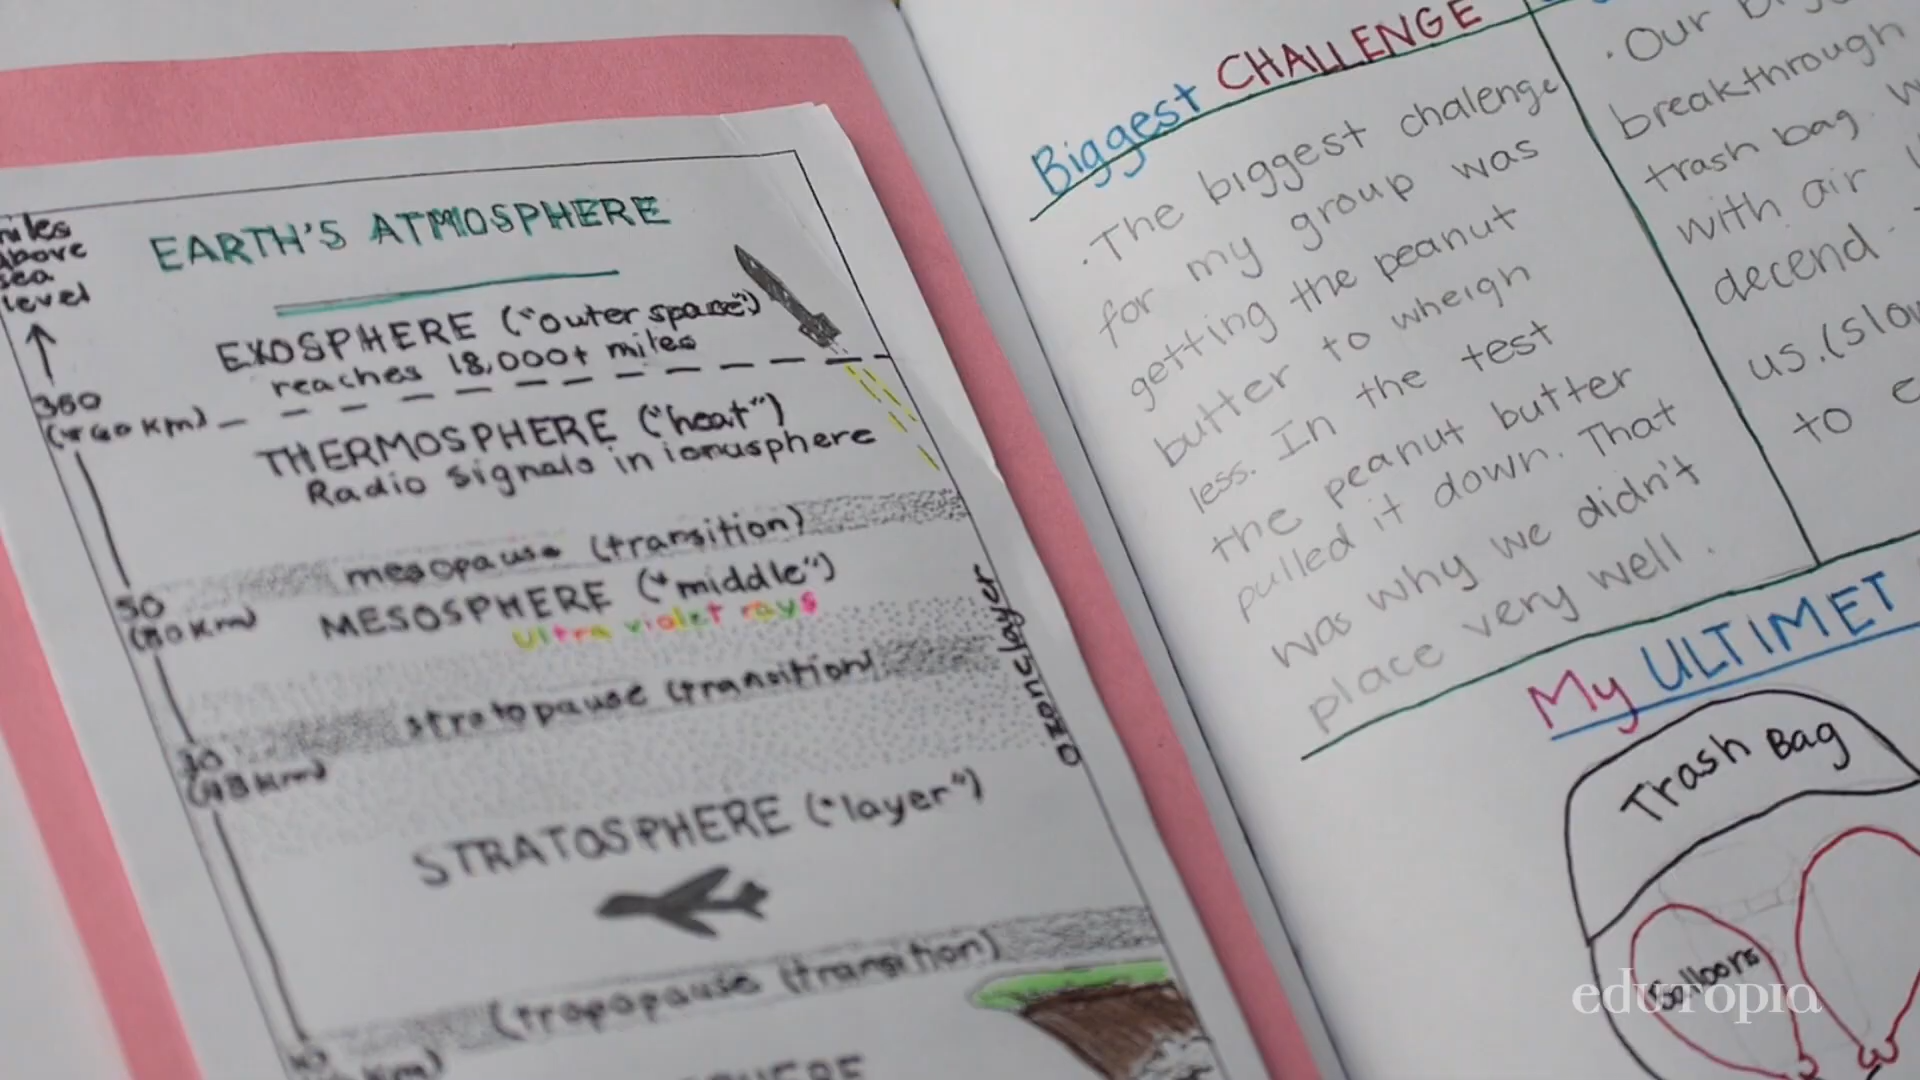 miles
above
sea
level
EARTH'S ATMOSPHERE
EXOSPHERE ("outer space")
reaches 18,000+ miles
(km)
THERMOSPHERE ("heat")
Radio signals in ionusphere
mesopause (transition)
50
(80 Km)
MESOSPHERE ("middle")
Ultra violet rays
stratopause (transition)
30
(48 Km)
ozone layer
STRATOSPHERE ("layer")
(tropopause (transition)
Km)
Biggest CHALLENGE
· The biggest chalenge
for my group was
getting the peanut
butter to wheigh
less. In the test
the peanut butter
pulled it down. That
was why we didn't
place very well.
· Our
breakthrough
trash bag.
with air
decend.
us. (slow
to
My ULTIMET
Trash Bag
Balloons
edutopia